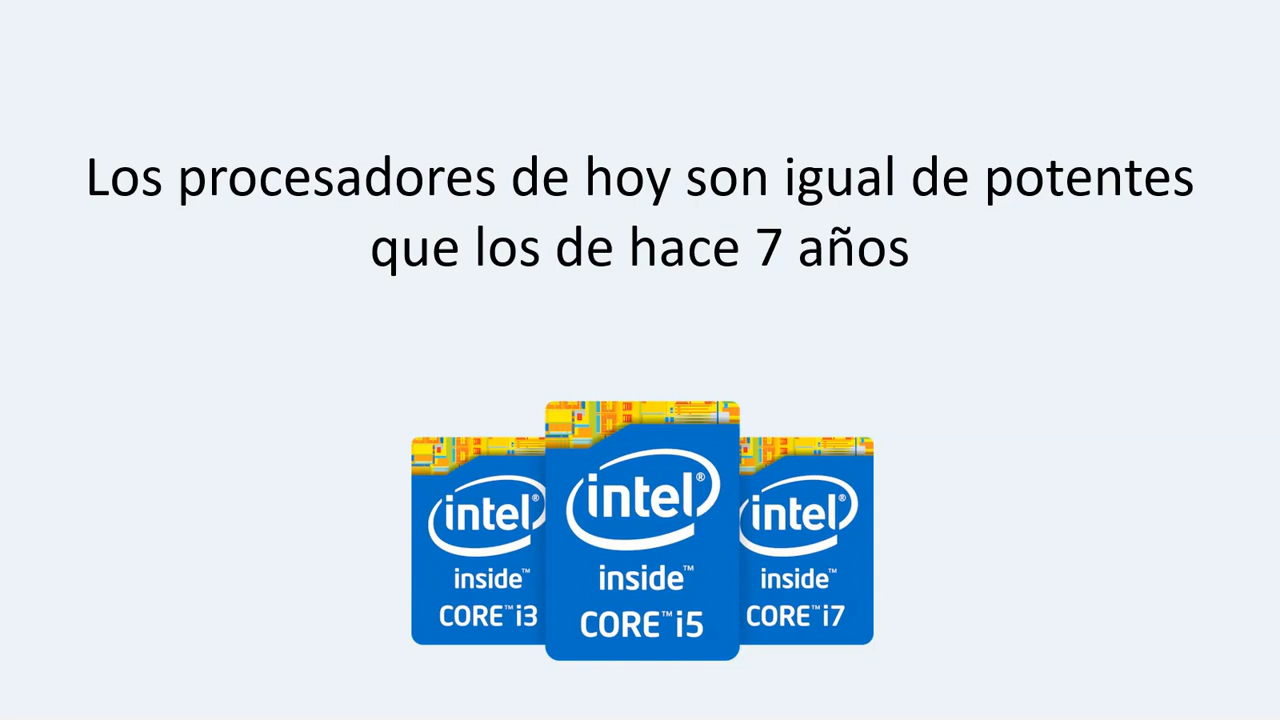 Los procesadores de hoy son igual de potentes
que los de hace 7 años
intel®
inside™
CORE™ i3
intel®
inside™
CORE™ i5
intel®
inside™
CORE™ i7